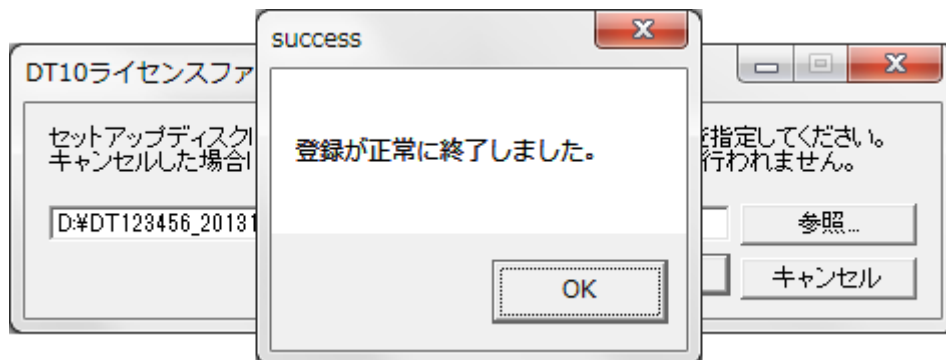 success
DT10ライセンスファ
セットアップディスク
を指定してください。
キャンセルした場合
行われません。
登録が正常に終了しました。
D:¥DT123456_20131
参照...
OK
キャンセル